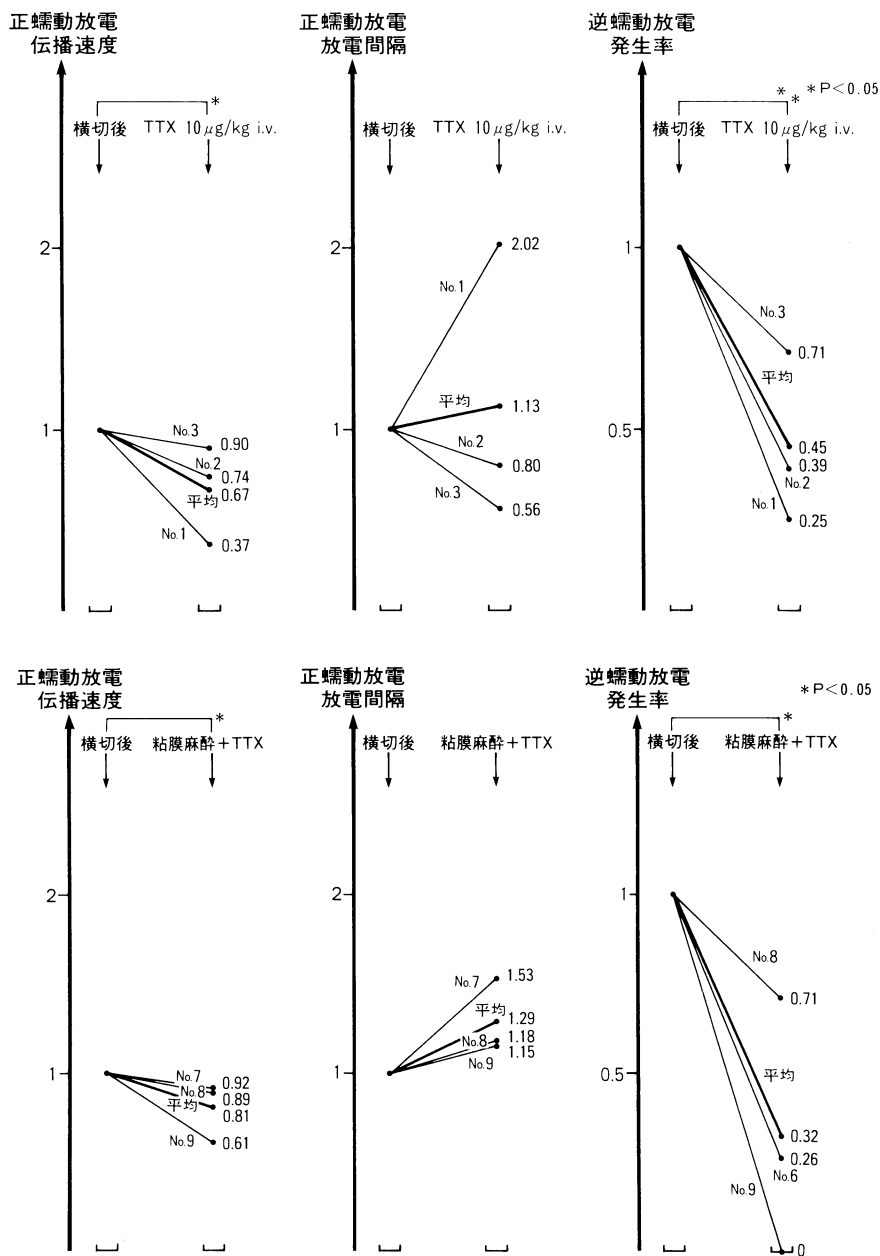 正蠕動放電
伝播速度
*
横切後 TTX 10μg/kg i.v.
2
1
No.3
0.90
No.2
0.74
平均
0.67
No.1
0.37
正蠕動放電
放電間隔
横切後 TTX 10μg/kg i.v.
2
1
2.02
No.1
平均
1.13
No.2
0.80
No.3
0.56
逆蠕動放電
発生率
* *
*P<0.05
横切後 TTX 10μg/kg i.v.
1
0.5
No.3
0.71
平均
0.45
0.39
No.2
No.1
0.25
正蠕動放電
伝播速度
*
横切後 粘膜麻酔+TTX
2
1
No.7
0.92
No.8
0.89
平均
0.81
No.9
0.61
正蠕動放電
放電間隔
横切後 粘膜麻酔+TTX
2
1
No.7
1.53
平均
1.29
No.8
1.18
No.9
1.15
逆蠕動放電
発生率
*P<0.05
*
横切後 粘膜麻酔+TTX
1
0.5
No.8
0.71
平均
0.32
0.26
No.6
No.9
0